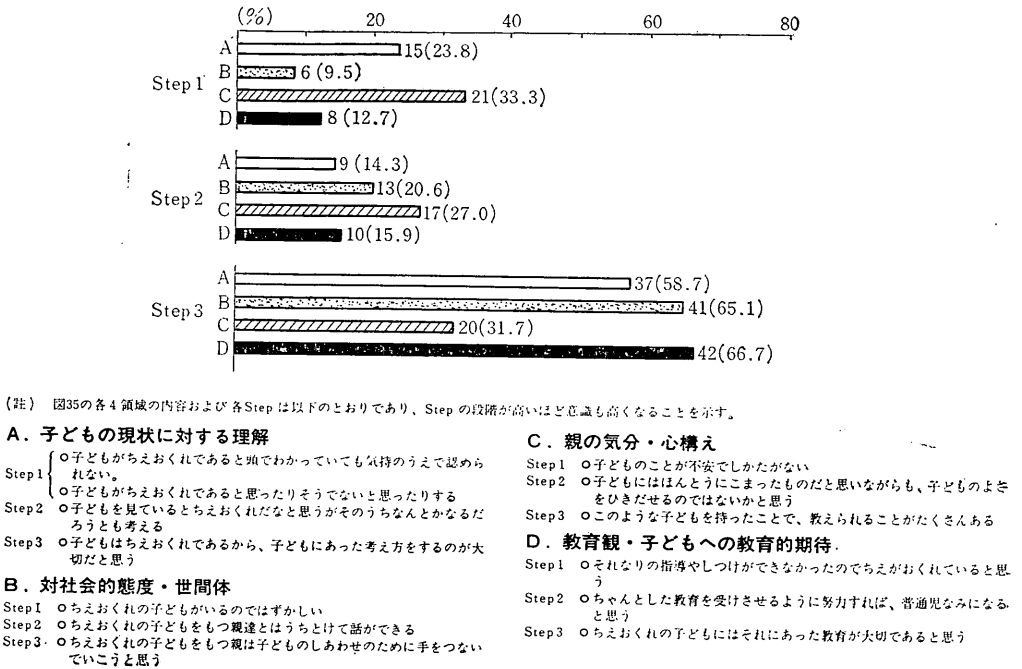 (%) 20 40 60 80
Step 1
A 15(23.8)
B 6(9.5)
C 21(33.3)
D 8(12.7)
Step 2
A 9(14.3)
B 13(20.6)
C 17(27.0)
D 10(15.9)
Step 3
A 37(58.7)
B 41(65.1)
C 20(31.7)
D 42(66.7)
(註) 図35の各4領域の内容および各Stepは以下のとおりであり、Stepの段階が高いほど意識も高くなることを示す。
A. 子どもの現状に対する理解
Step 1 ○子どもがちえおくれであると頭でわかっていても気持のうえで認めら
れない。
○子どもがちえおくれであると思ったりそうでないと思ったりする
Step 2 ○子どもを見ているとちえおくれだなと思うがそのうちなんとかなるだ
ろうとも考える
Step 3 ○子どもはちえおくれであるから、子どもにあった考え方をするのが大
切だと思う
B. 対社会的態度・世間体
Step 1 ○ちえおくれの子どもがいるのではずかしい
Step 2 ○ちえおくれの子どもをもつ親達とはうちとけて話ができる
Step 3 ○ちえおくれの子どもをもつ親は子どものしあわせのために手をつない
でいこうと思う
C. 親の気分・心構え
Step 1 ○子どものことが不安でしかたがない
Step 2 ○子どもにはほんとうにこまったものだと思いながらも、子どものよさ
をひきだせるのではないかと思う
Step 3 ○このような子どもを持ったことで、教えられることがたくさんある
D. 教育観・子どもへの教育的期待
Step 1 ○それなりの指導やしつけができなかったのでちえがおくれていると思
う
Step 2 ○ちゃんとした教育を受けさせるように努力すれば、普通児なみになる
と思う
Step 3 ○ちえおくれの子どもにはそれにあった教育が大切であると思う